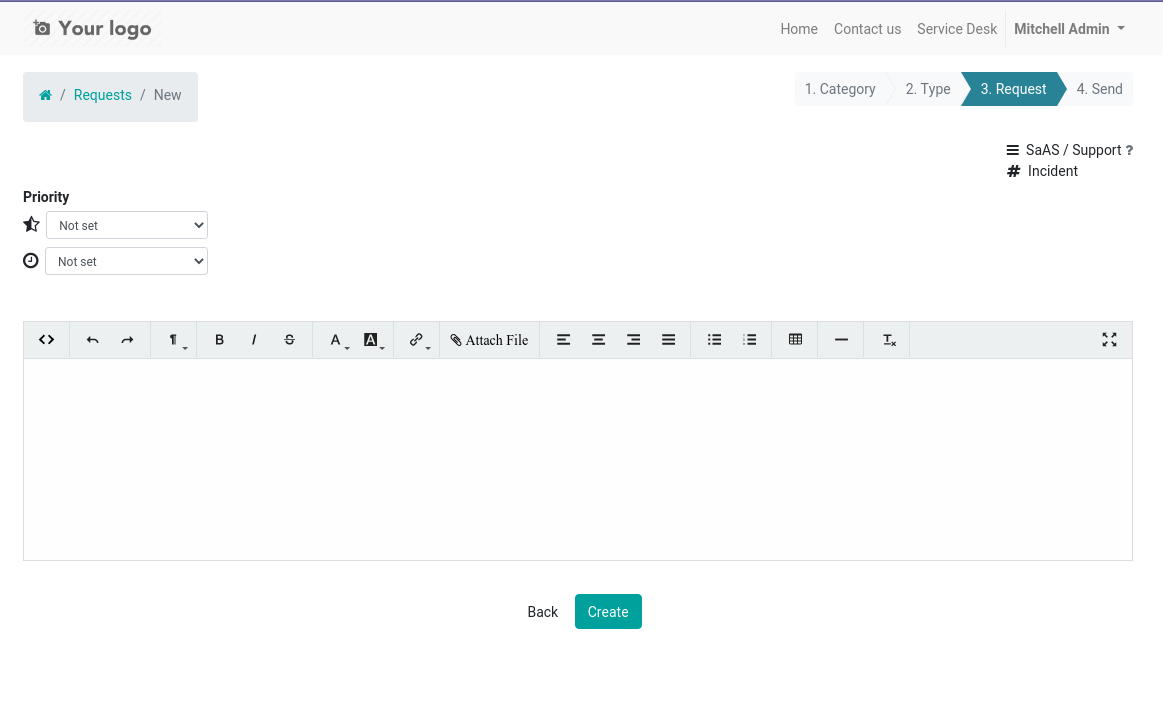 Your logo
Home Contact us Service Desk Mitchell Admin
/ Requests / New
1. Category 2. Type 3. Request 4. Send
SaAS / Support ?
# Incident
Priority
Not set
Not set
<> ¶ B I S A A Attach File Tx
Back Create